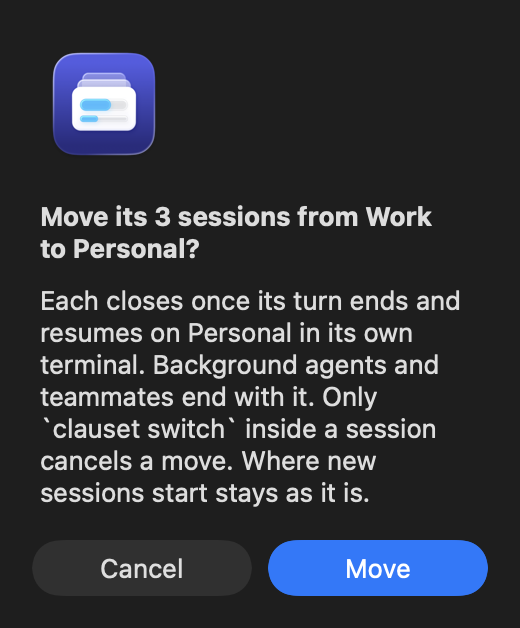 Move its 3 sessions from Work
to Personal?
Each closes once its turn ends and
resumes on Personal in its own
terminal. Background agents and
teammates end with it. Only
`clauset switch` inside a session
cancels a move. Where new
sessions start stays as it is.
Cancel
Move